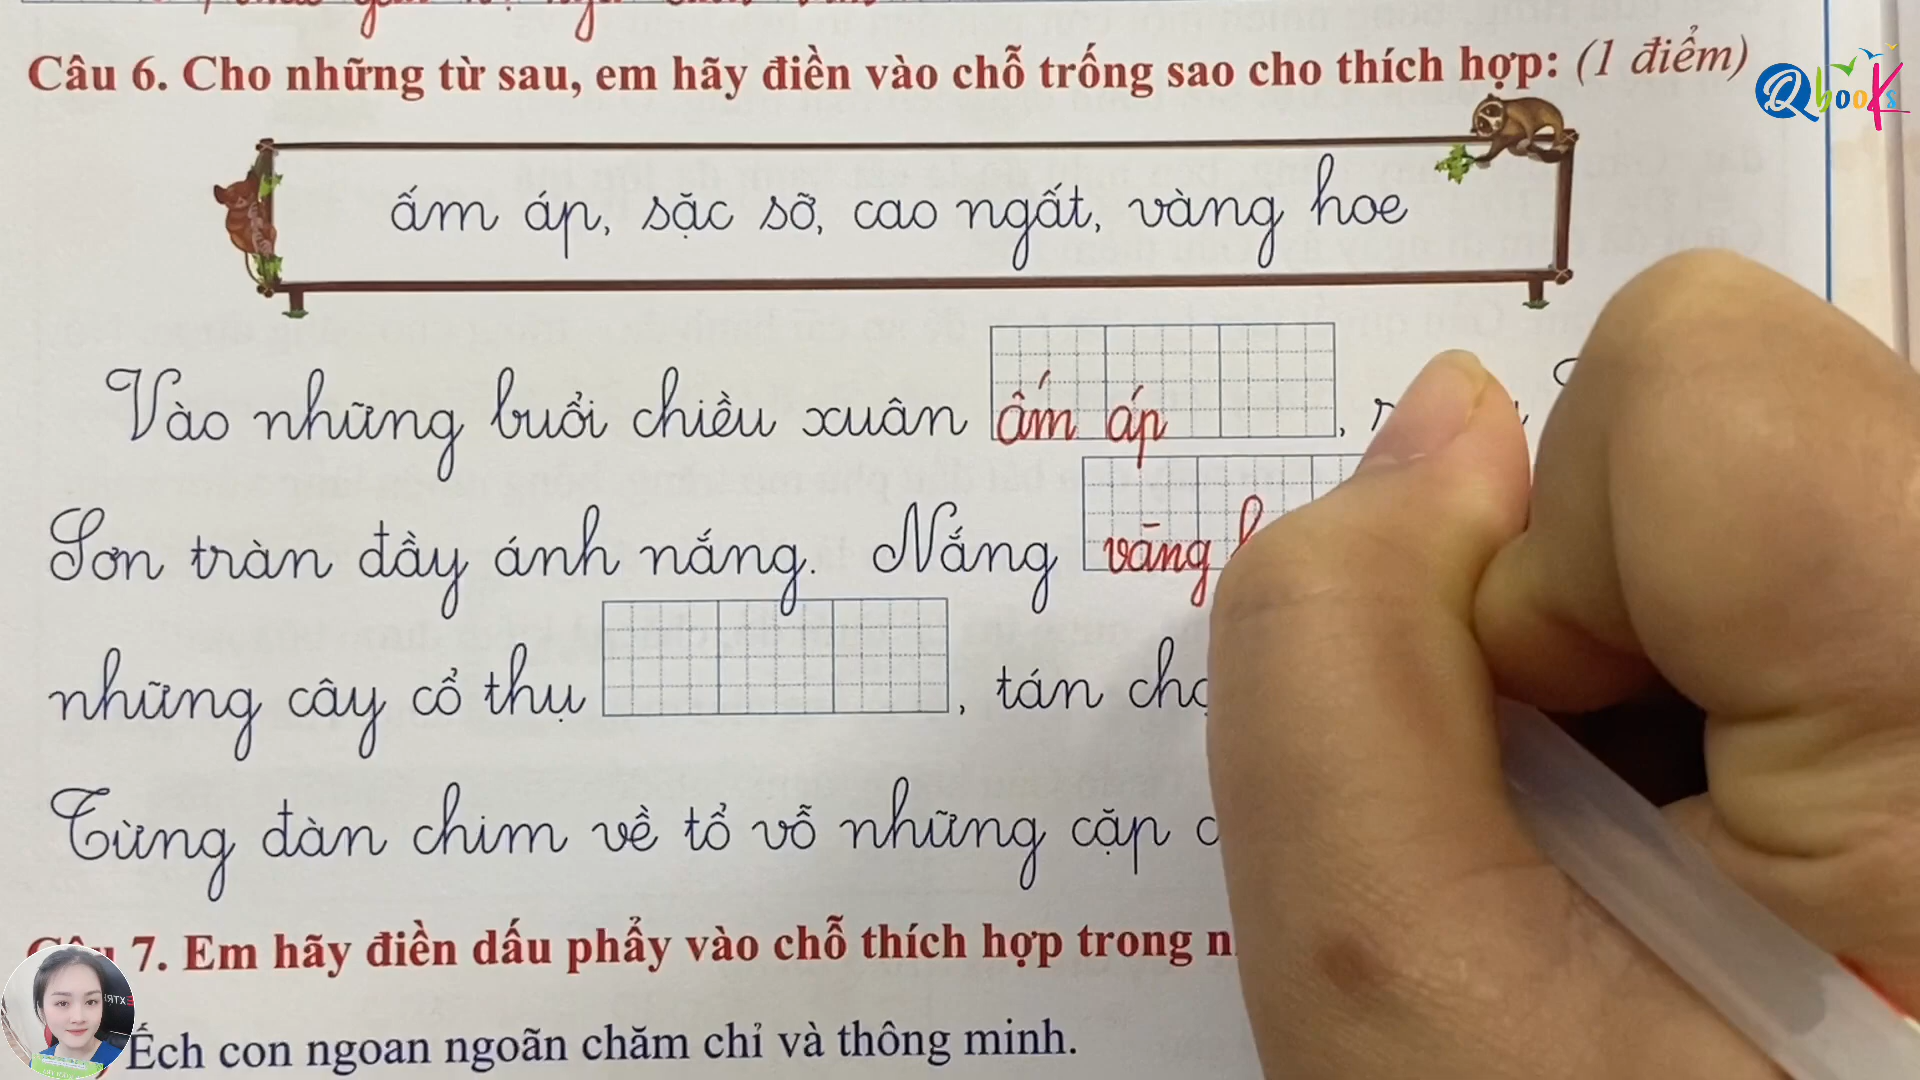 Câu 6. Cho những từ sau, em hãy điền vào chỗ trống sao cho thích hợp: (1 điểm)
Qbooks
ấm áp, sặc sỡ, cao ngất, vàng hoe
Vào những buổi chiều xuân ấm áp,
Sơn tràn đầy ánh nắng. Nắng vàng
những cây cổ thụ , tán
Từng đàn chim về tổ vỗ những cặp
7. Em hãy điền dấu phẩy vào chỗ thích hợp trong
Ếch con ngoan ngoãn chăm chỉ và thông minh.